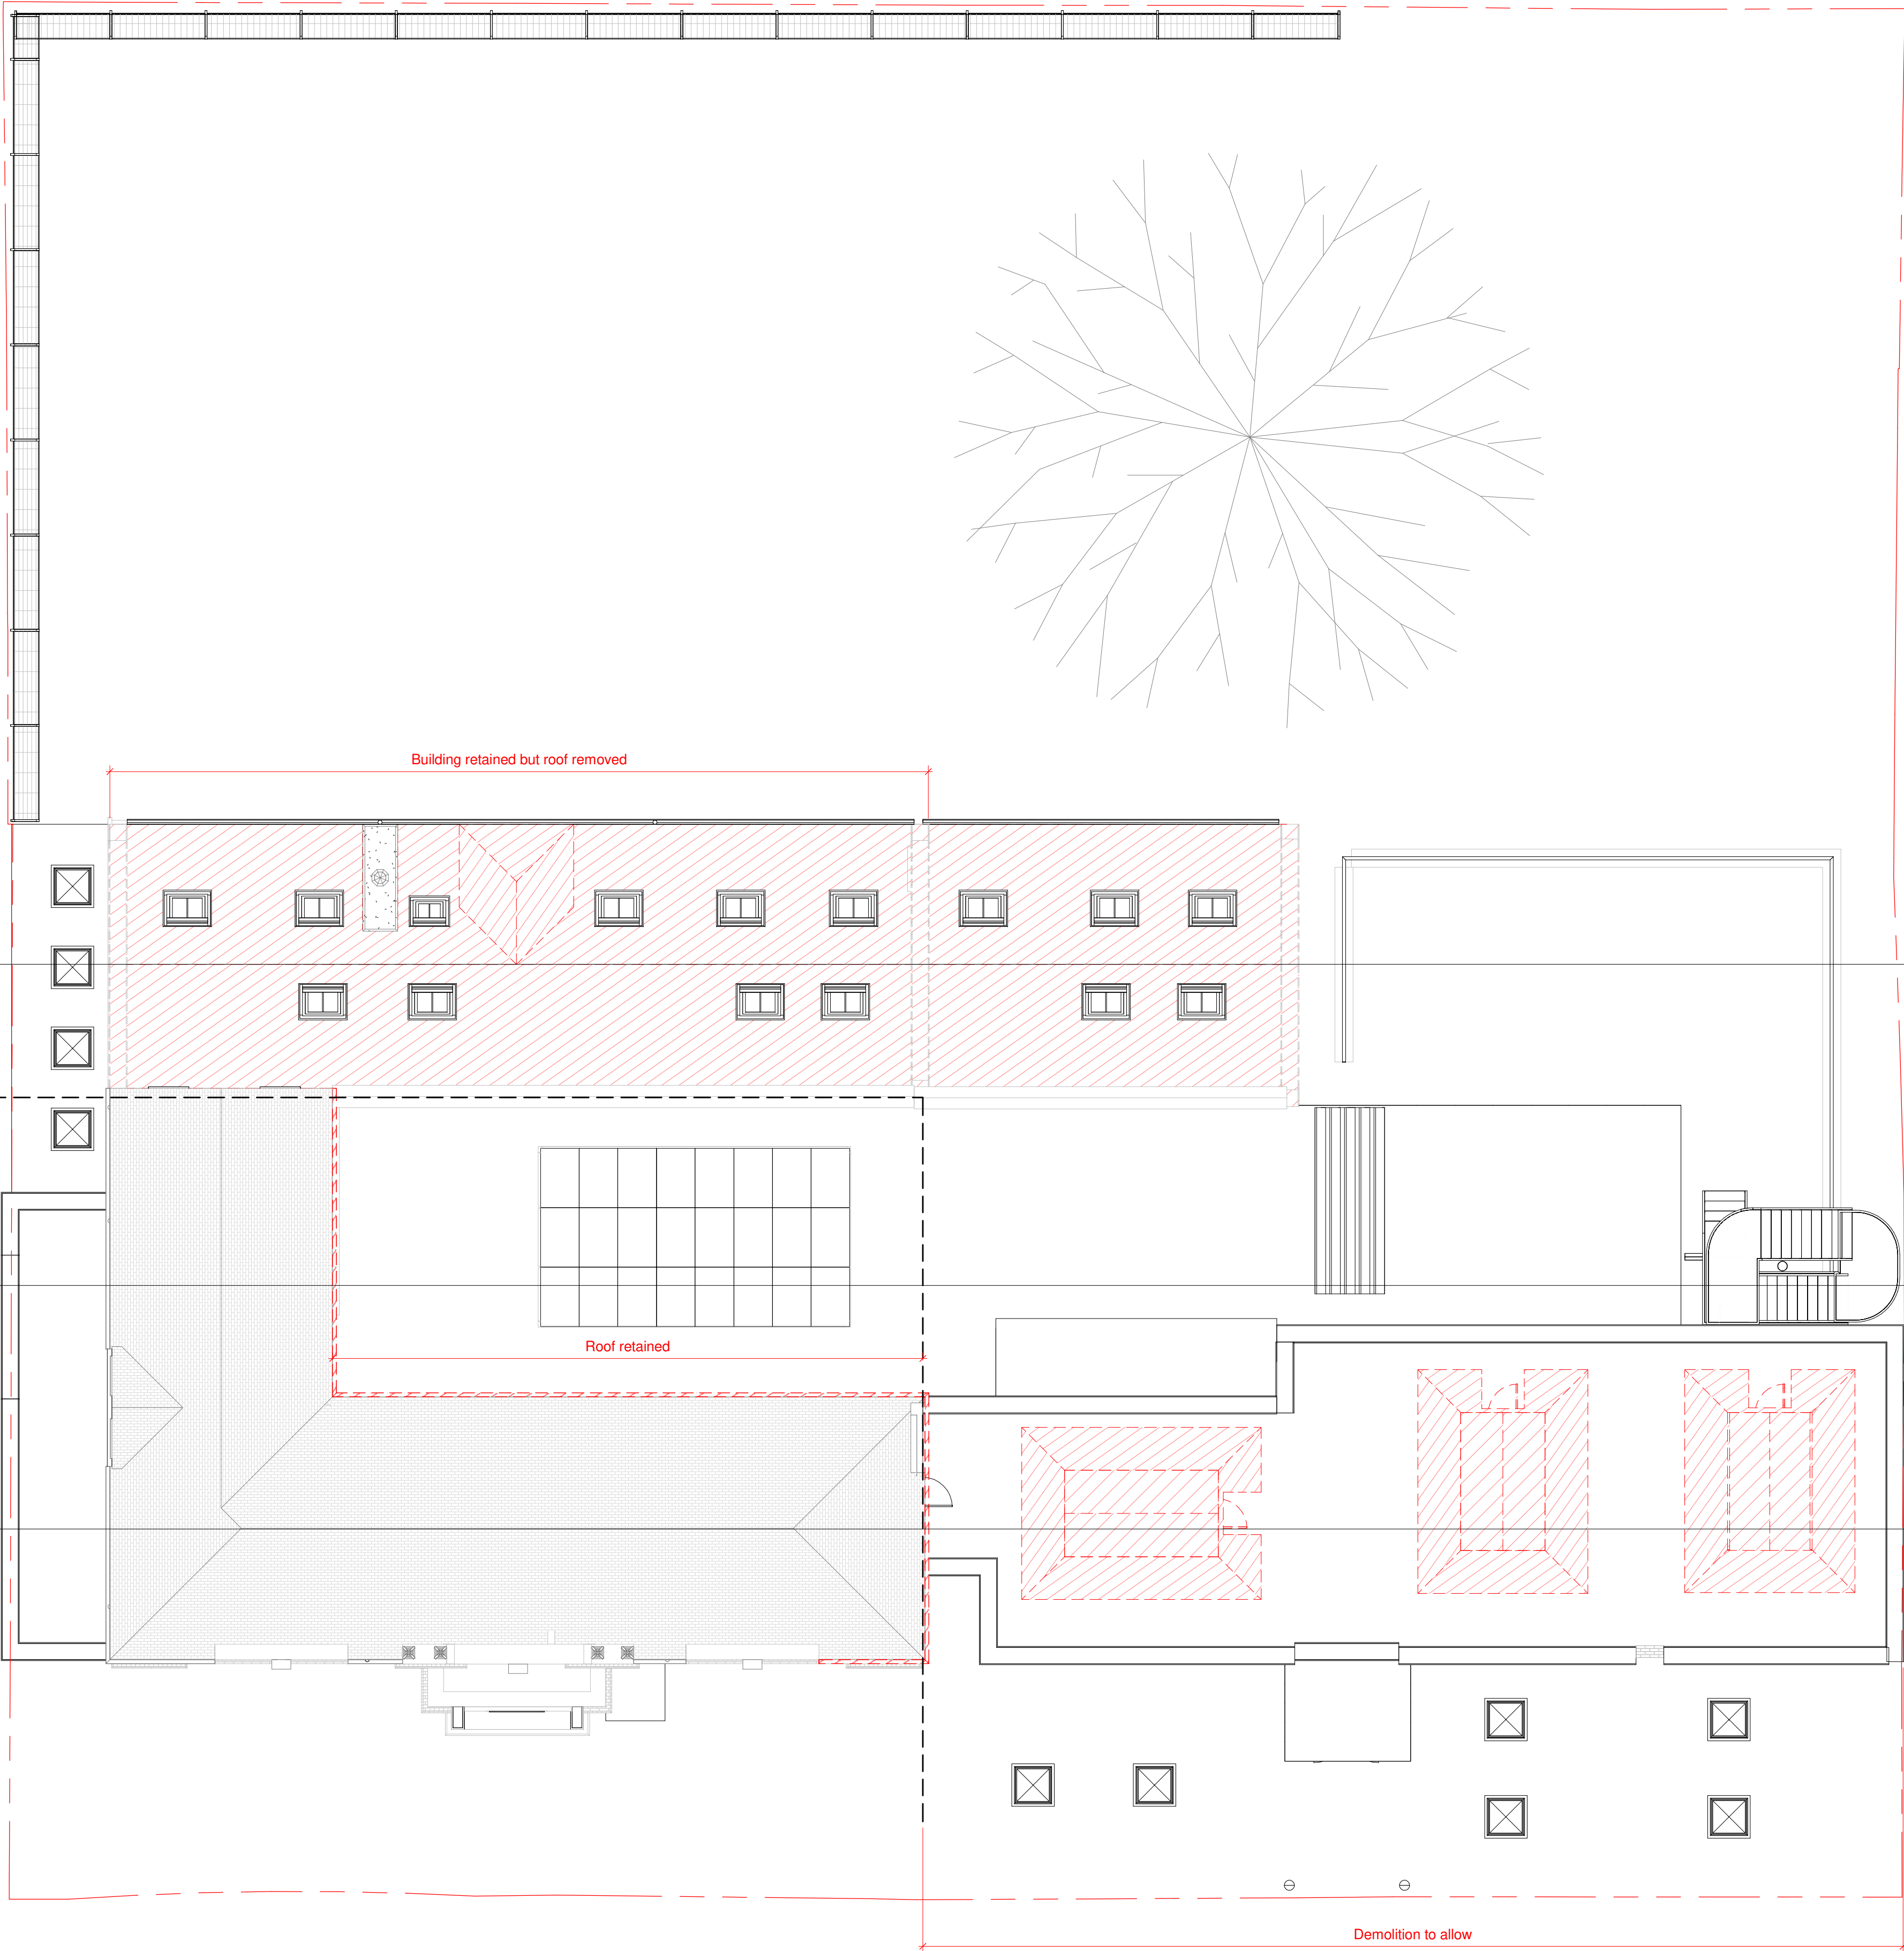 Building retained but roof removed
Roof retained
Demolition to allow